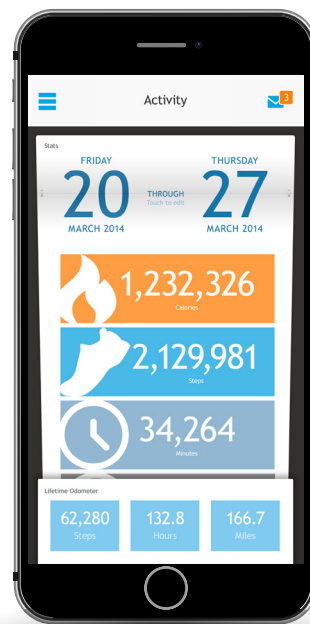 Activity
3
Stats
FRIDAY
20
MARCH 2014
THROUGH
Touch to edit
THURSDAY
27
MARCH 2014
1,232,326
Calories
2,129,981
Steps
34,264
Minutes
Lifetime Odometer
62,280
Steps
132.8
Hours
166.7
Miles